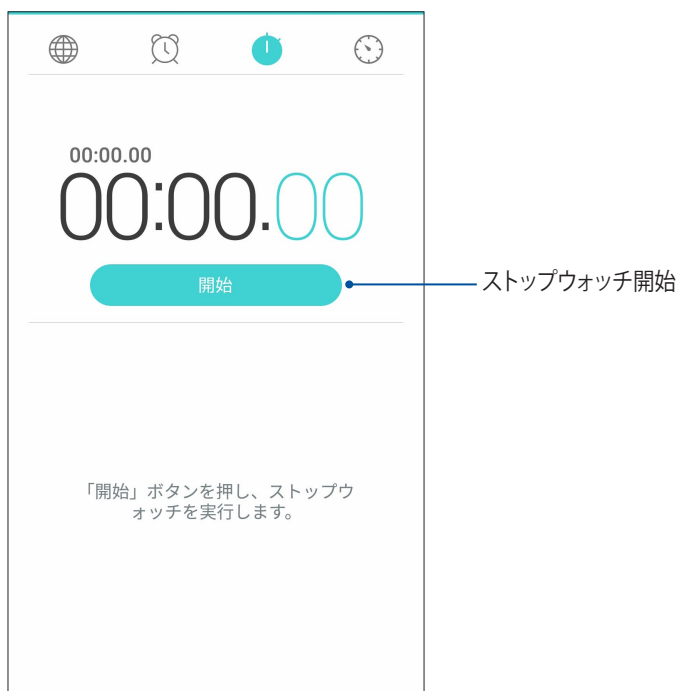 00:00.00
00:00.00
開始
ストップウォッチ開始
「開始」ボタンを押し、ストップウ
ォッチを実行します。